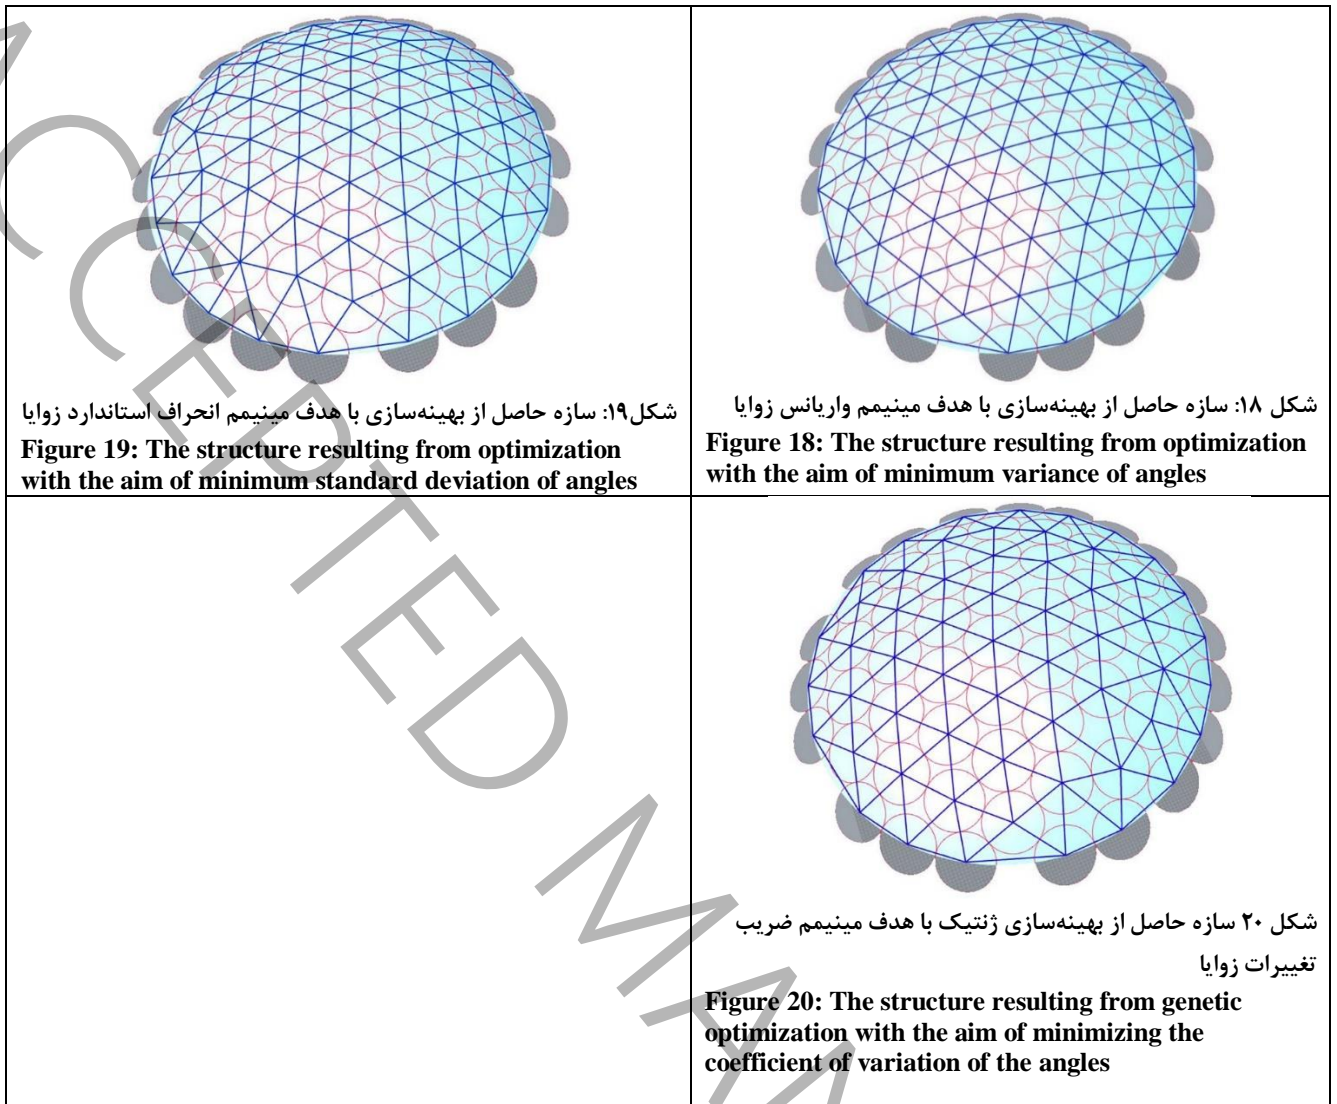 شکل ۱۸: سازه حاصل از بهینه‌سازی با هدف مینیمم واریانس زوایا
Figure 18: The structure resulting from optimization
with the aim of minimum variance of angles
شکل۱۹: سازه حاصل از بهینه‌سازی با هدف مینیمم انحراف استاندارد زوایا
Figure 19: The structure resulting from optimization
with the aim of minimum standard deviation of angles
شکل ۲۰ سازه حاصل از بهینه‌سازی ژنتیک با هدف مینیمم ضریب
تغییرات زوایا
Figure 20: The structure resulting from genetic
optimization with the aim of minimizing the
coefficient of variation of the angles
ACCEPTED MAN